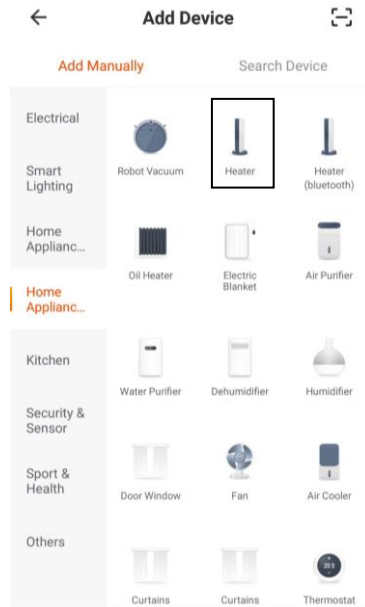 Add Device
Add Manually
Search Device
Electrical
Smart
Lighting
Home
Applianc...
Home
Applianc...
Kitchen
Security &
Sensor
Sport &
Health
Others
Robot Vacuum
Heater
Heater
(bluetooth)
Oil Heater
Electric
Blanket
Air Purifier
Water Purifier
Dehumidifier
Humidifier
Door Window
Fan
Air Cooler
Curtains
Curtains
20.5
Thermostat